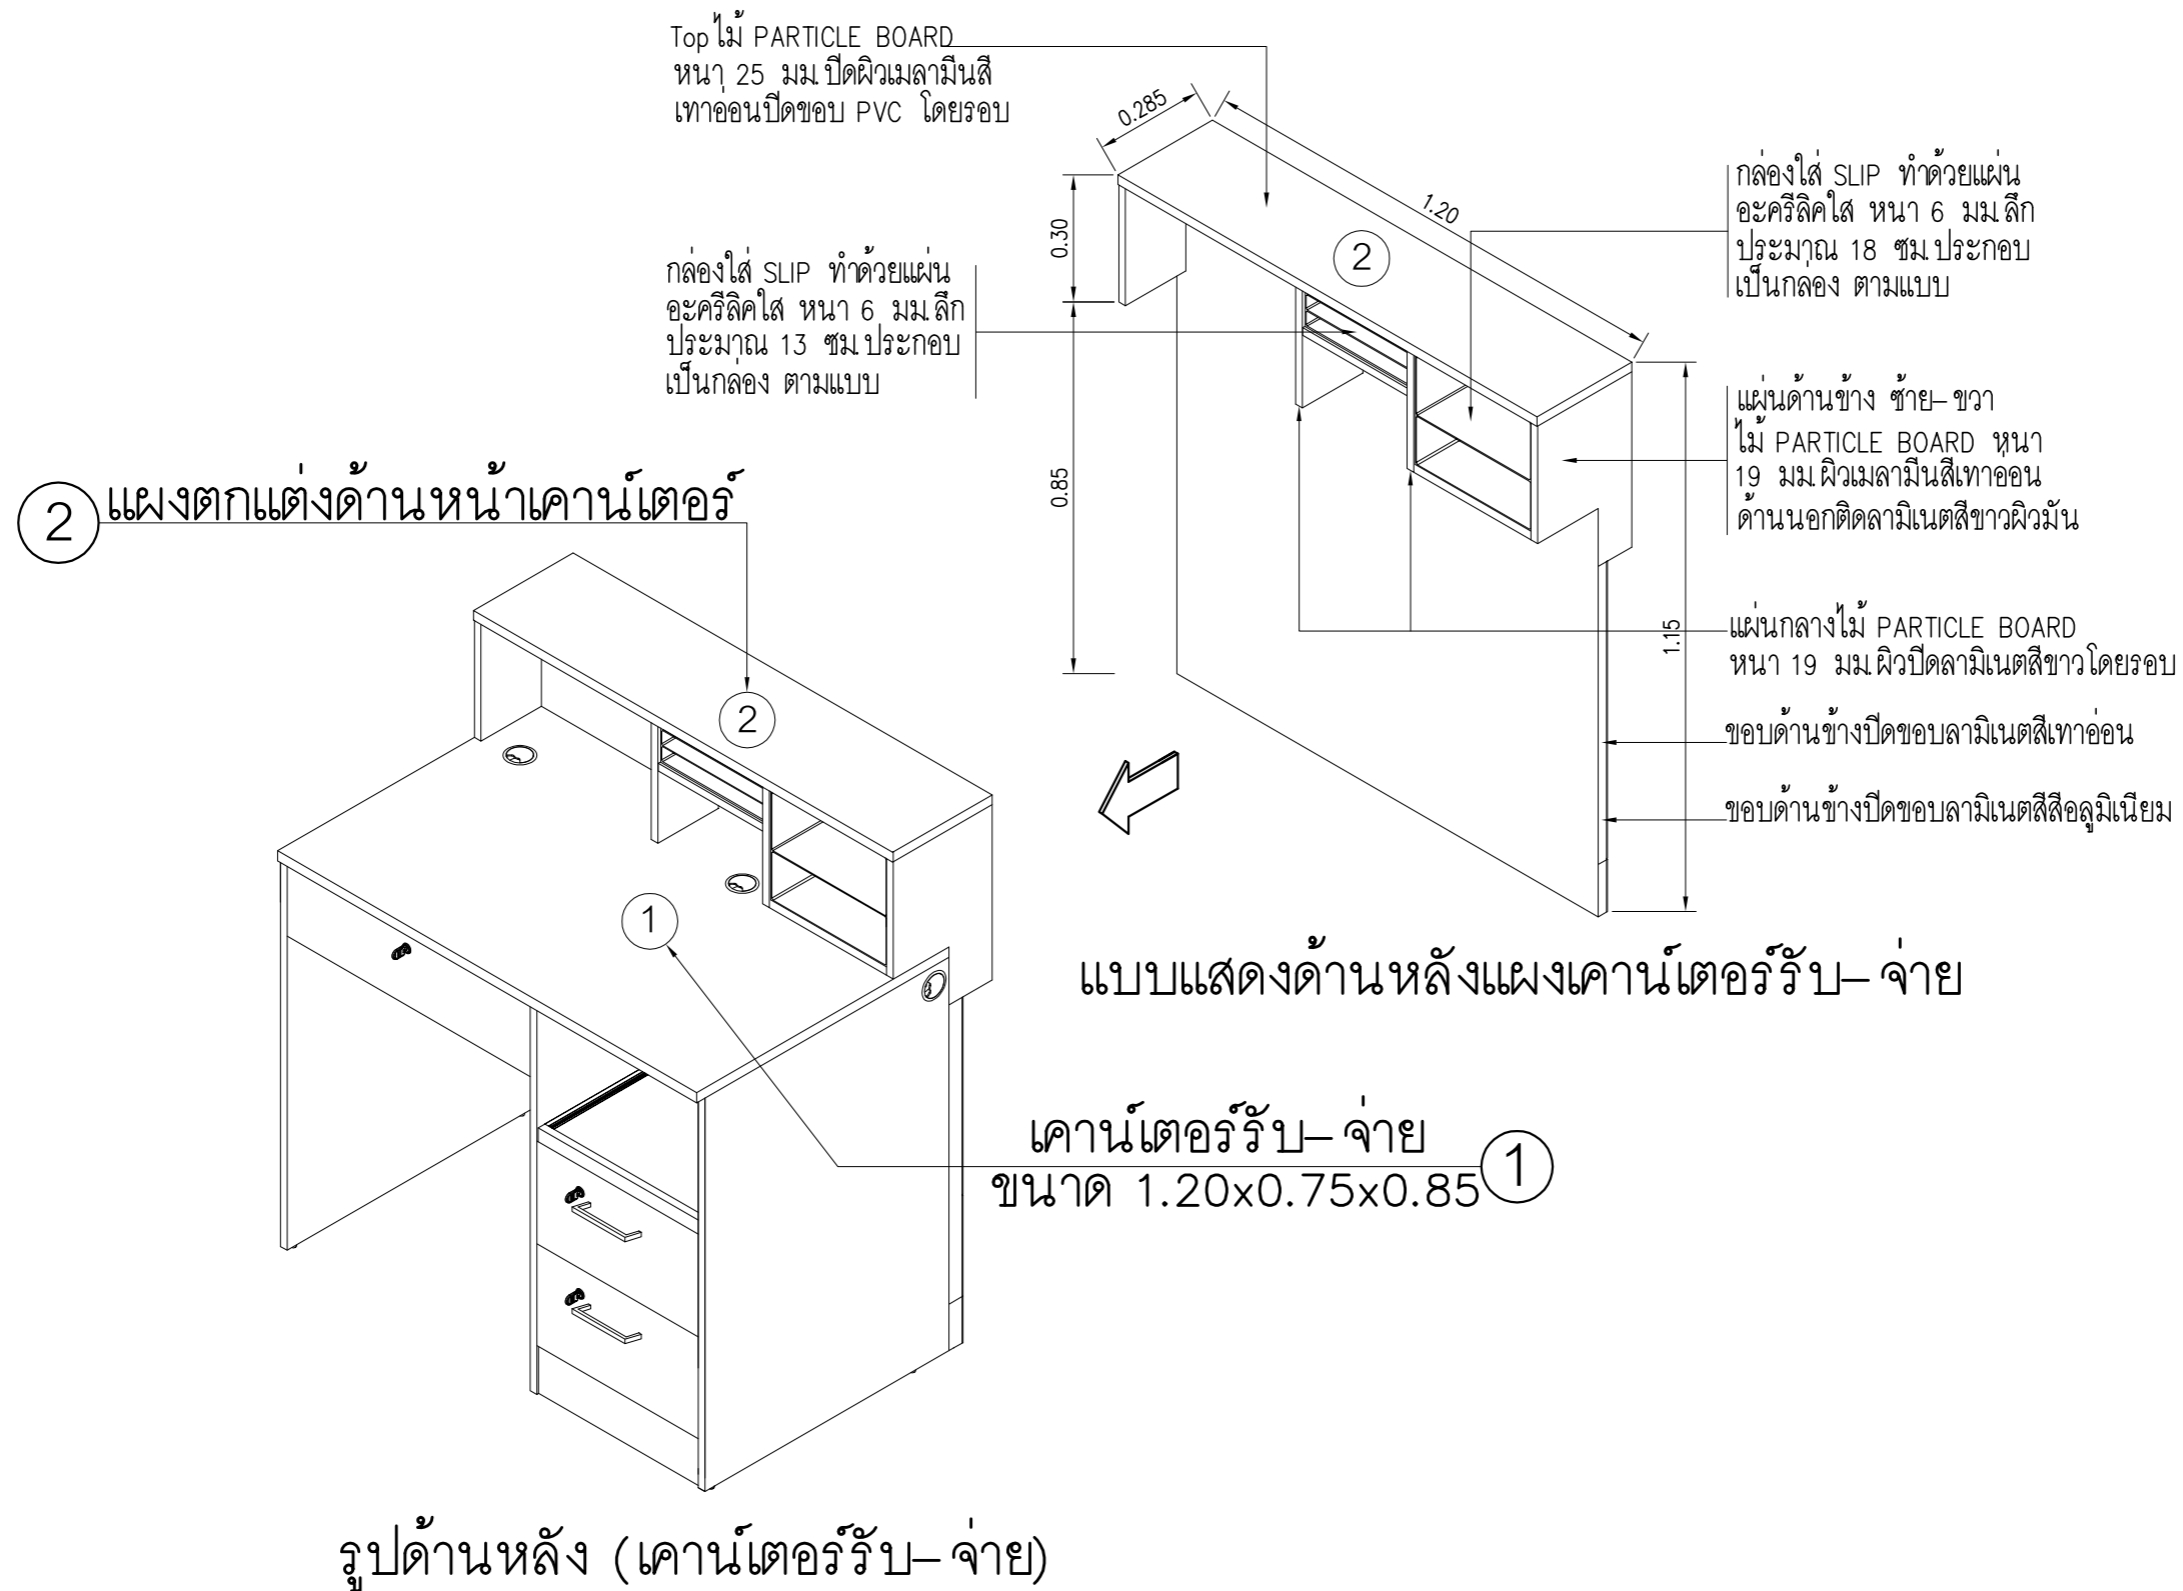 Top ไม้ PARTICLE BOARD
หนา 25 มม.ปิดผิวเมลามีนสี
เทาอ่อนปิดขอบ PVC โดยรอบ
0.285
1.20
0.30
0.85
1.15
2
กล่องใส่ SLIP ทำด้วยแผ่น
อะครีลิคใส หนา 6 มม.ลึก
ประมาณ 18 ซม.ประกอบ
เป็นกล่อง ตามแบบ
กล่องใส่ SLIP ทำด้วยแผ่น
อะครีลิคใส หนา 6 มม.ลึก
ประมาณ 13 ซม.ประกอบ
เป็นกล่อง ตามแบบ
แผ่นด้านข้าง ซ้าย-ขวา
ไม้ PARTICLE BOARD หนา
19 มม.ผิวเมลามีนสีเทาอ่อน
ด้านนอกติดลามิเนตสีขาวผิวมัน
แผ่นกลางไม้ PARTICLE BOARD
หนา 19 มม.ผิวปิดลามิเนตสีขาวโดยรอบ
ขอบด้านข้างปิดขอบลามิเนตสีเทาอ่อน
ขอบด้านข้างปิดขอบลามิเนตสีสีอลูมิเนียม
แบบแสดงด้านหลังแผงเคาน์เตอร์รับ-จ่าย
2 แผงตกแต่งด้านหน้าเคาน์เตอร์
2
1
เคาน์เตอร์รับ-จ่าย
ขนาด 1.20x0.75x0.85
1
รูปด้านหลัง (เคาน์เตอร์รับ-จ่าย)